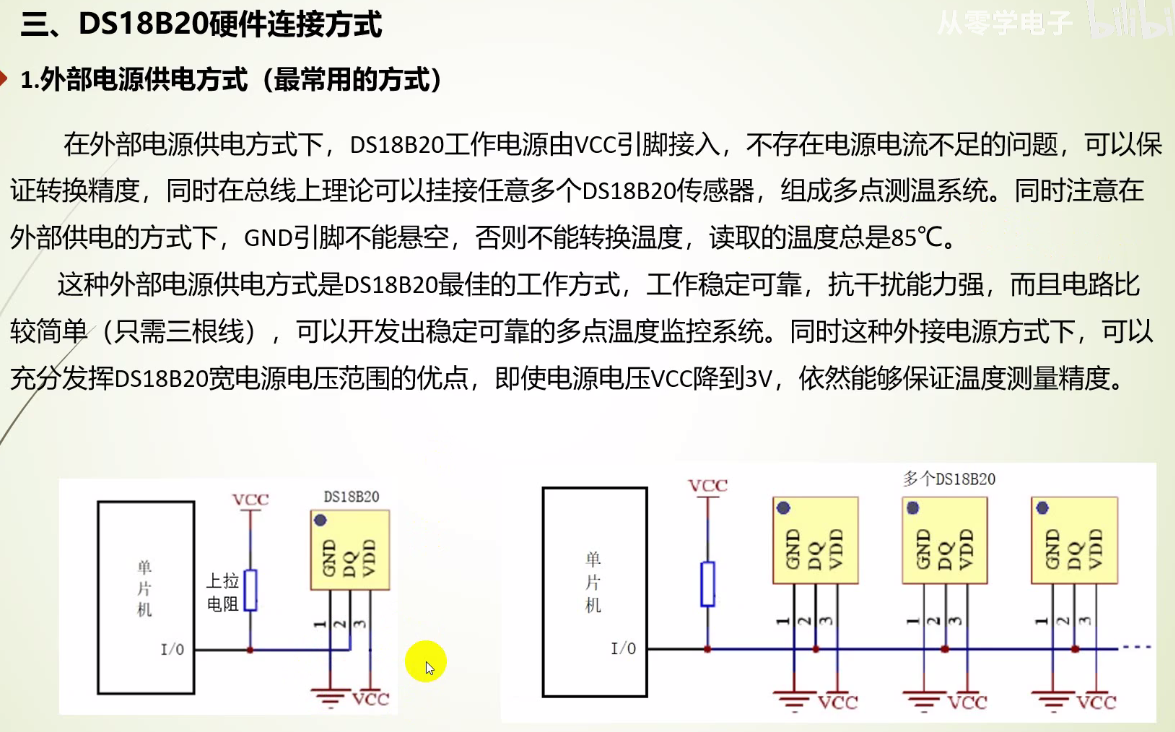 三、DS18B20硬件连接方式
从零学电子 bilibili
1.外部电源供电方式（最常用的方式）
在外部电源供电方式下，DS18B20工作电源由VCC引脚接入，不存在电源电流不足的问题，可以保
证转换精度，同时在总线上理论可以挂接任意多个DS18B20传感器，组成多点测温系统。同时注意在
外部供电的方式下，GND引脚不能悬空，否则不能转换温度，读取的温度总是85℃。
这种外部电源供电方式是DS18B20最佳的工作方式，工作稳定可靠，抗干扰能力强，而且电路比
较简单（只需三根线），可以开发出稳定可靠的多点温度监控系统。同时这种外接电源方式下，可以
充分发挥DS18B20宽电源电压范围的优点，即使电源电压VCC降到3V，依然能够保证温度测量精度。
VCC
DS18B20
单
片
机
上拉
电阻
GND
DQ
VDD
1
2
3
I/O
VCC
多个DS18B20
VCC
单
片
机
GND
DQ
VDD
GND
DQ
VDD
GND
DQ
VDD
1
2
3
1
2
3
1
2
3
I/O
VCC
VCC
VCC